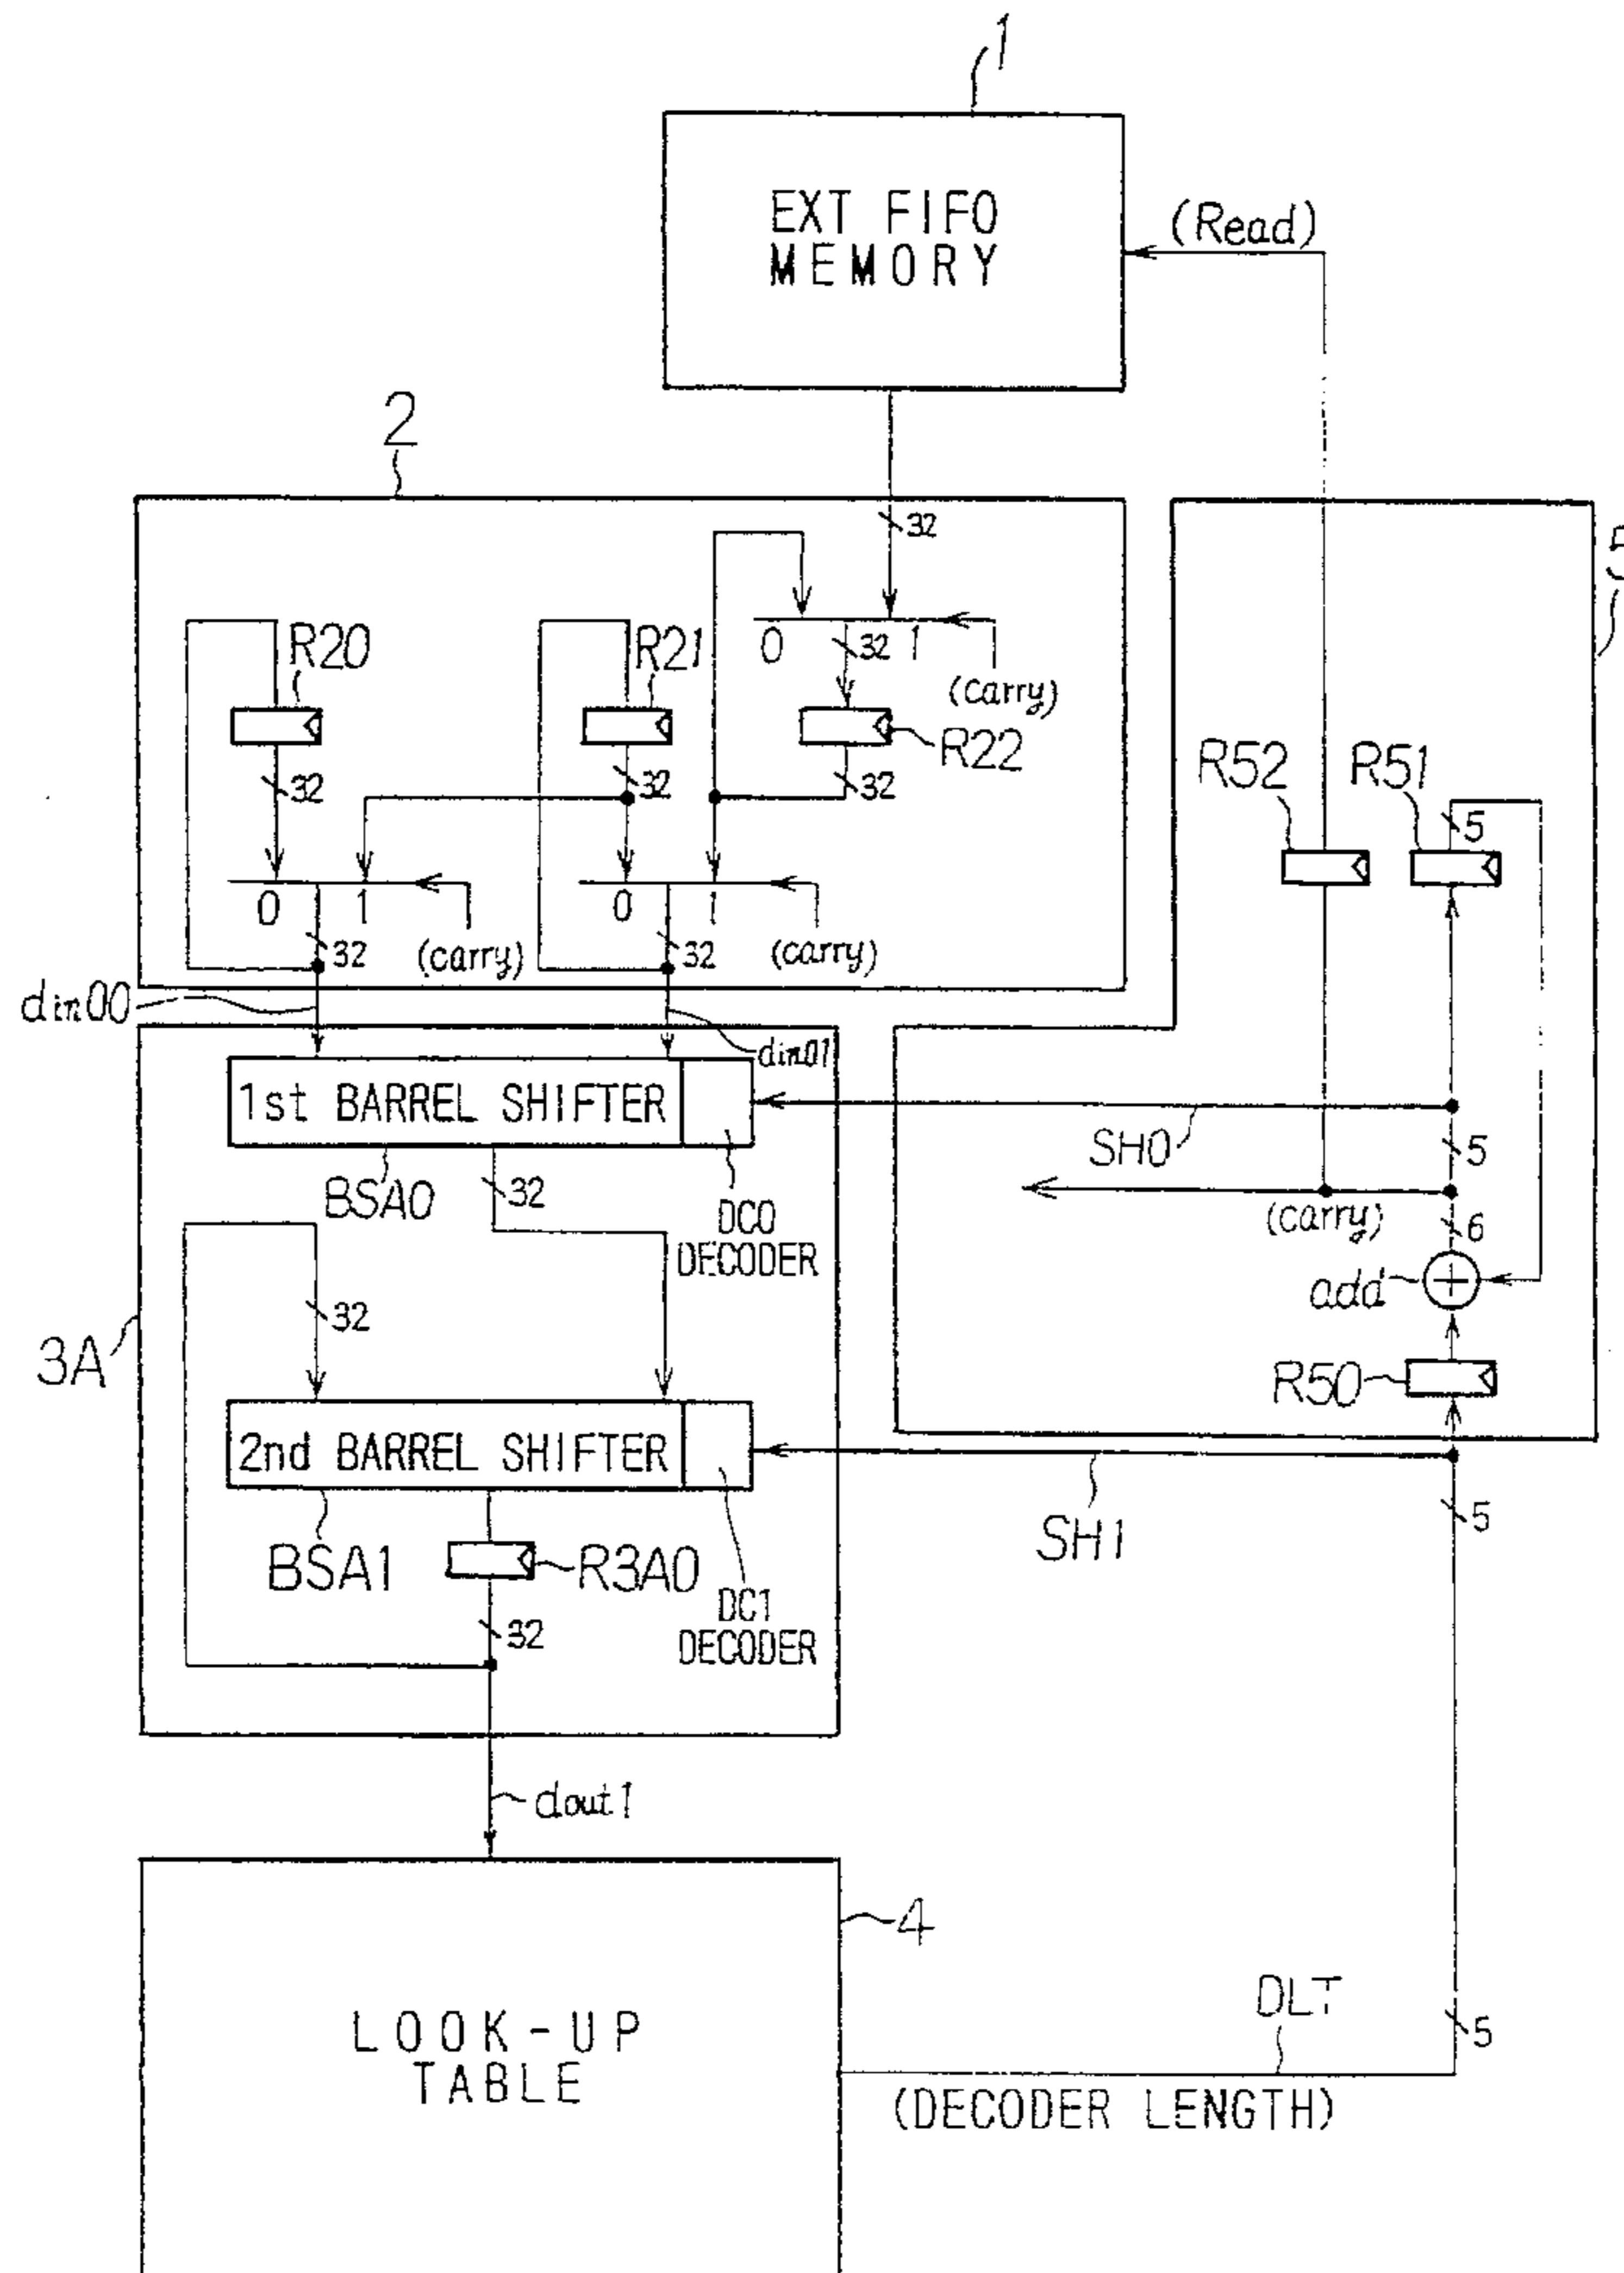 1
EXT FIFO
MEMORY
(Read)
2
32
R20
R21
0
32
1
(carry)
R22
R52
R51
5
32
32
32
0
1
0
1
32
(carry)
32
(carry)
din00
din01
1st BARREL SHIFTER
SH0
5
BSA0
32
DC0
DECODER
(carry)
6
add
32
3A
R50
2nd BARREL SHIFTER
SH1
5
BSA1
R3A0
32
DC1
DECODER
dout1
4
LOOK-UP
TABLE
DLT
5
(DECODER LENGTH)